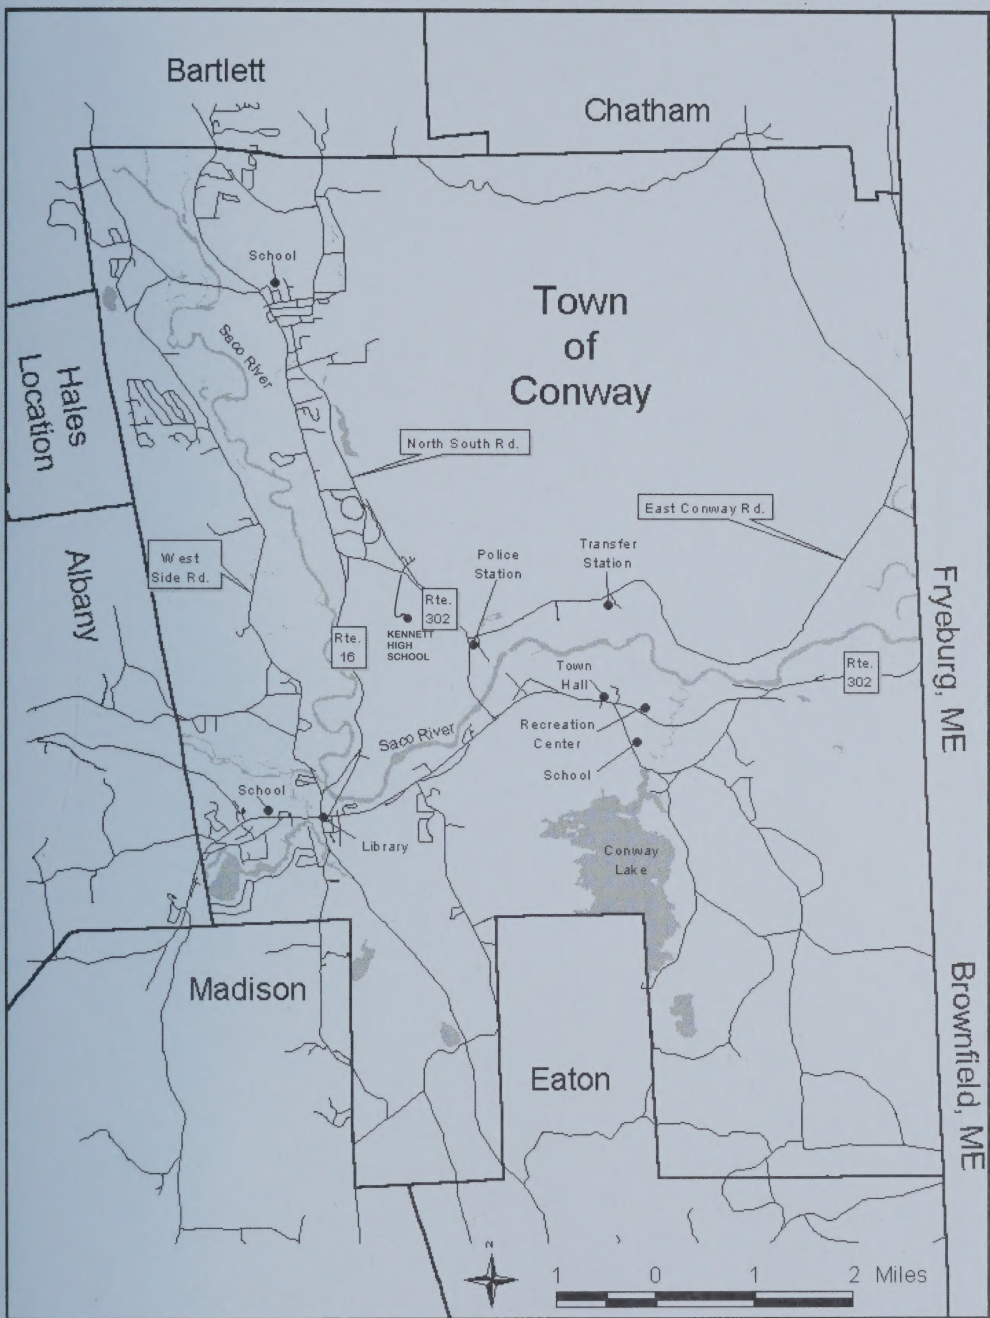 Bartlett
Chatham
School
Town
of
Conway
Saco River
Hales
Location
North South Rd.
East Conway Rd.
West
Side Rd.
Police
Station
Transfer
Station
Albany
Rte.
302
KENNETT
HIGH
SCHOOL
Rte.
16
Fryeburg, ME
Town
Hall
Rte.
302
Recreation
Center
Saco River
School
School
Library
Conway
Lake
Madison
Brownfield, ME
Eaton
N
1 0 1 2 Miles